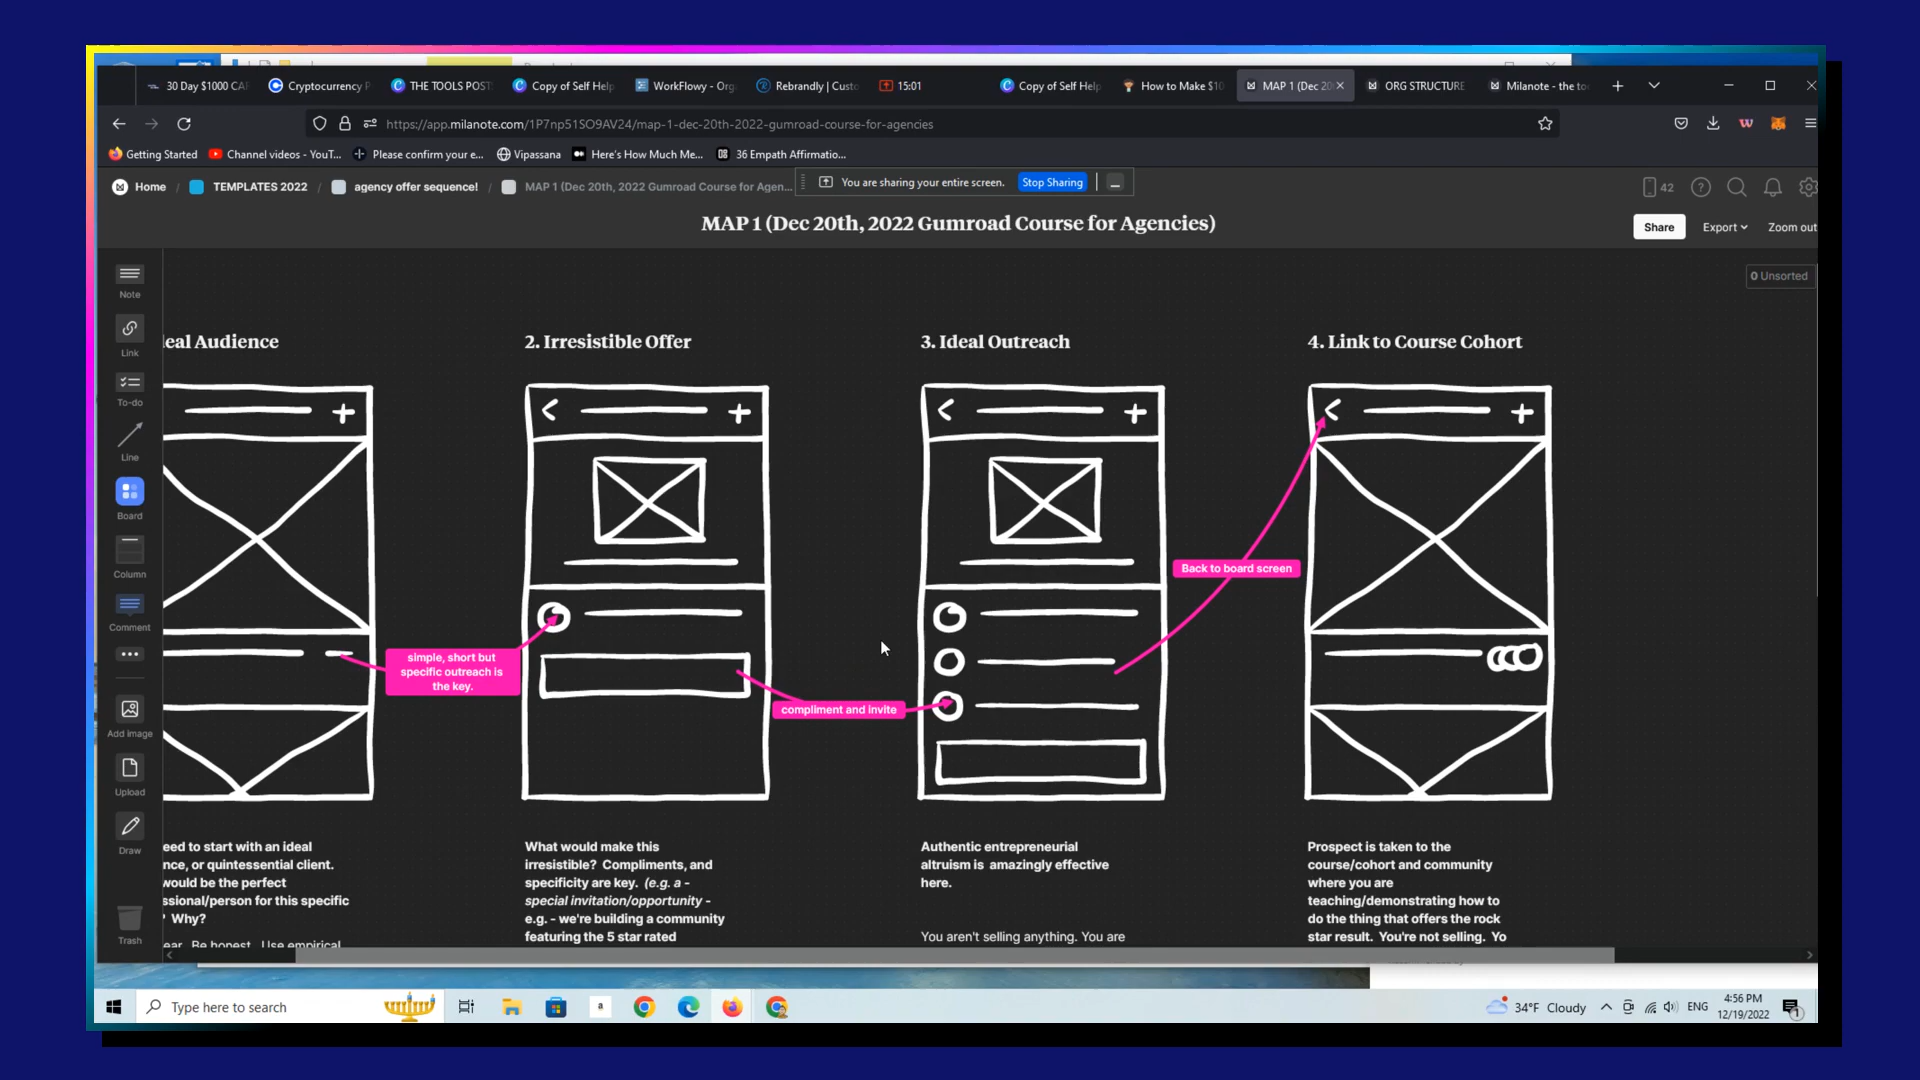 30 Day $1000 CA
Cryptocurrency P
THE TOOLS POST
Copy of Self Help
WorkFlowy - Org
Rebrandly | Custo
15:01
Copy of Self Help
How to Make $10
MAP 1 (Dec 20
ORG STRUCTURE
Milanote - the to
https://app.milanote.com/1P7np51SO9AV24/map-1-dec-20th-2022-gumroad-course-for-agencies
Getting Started
Channel videos - YouT...
Please confirm your e...
Vipassana
Here's How Much Me...
36 Empath Affirmatio...
Home / TEMPLATES 2022 / agency offer sequence! / MAP 1 (Dec 20th, 2022 Gumroad Course for Agen...
You are sharing your entire screen. Stop Sharing
42
MAP 1 (Dec 20th, 2022 Gumroad Course for Agencies)
Share
Export
Zoom out
0 Unsorted
Note
Link
To-do
Line
Board
Column
Comment
Add image
Upload
Draw
Trash
eal Audience
2. Irresistible Offer
3. Ideal Outreach
4. Link to Course Cohort
simple, short but
specific outreach is
the key.
compliment and invite
Back to board screen
eed to start with an ideal
nce, or quintessential client.
would be the perfect
ssional/person for this specific
? Why?
ear. Be honest. Use empirical
What would make this
irresistible? Compliments, and
specificity are key. (e.g. a -
special invitation/opportunity -
e.g. - we're building a community
featuring the 5 star rated
Authentic entrepreneurial
altruism is amazingly effective
here.
You aren't selling anything. You are
Prospect is taken to the
course/cohort and community
where you are
teaching/demonstrating how to
do the thing that offers the rock
star result. You're not selling. Yo
Type here to search
34°F Cloudy
ENG
4:56 PM
12/19/2022
1